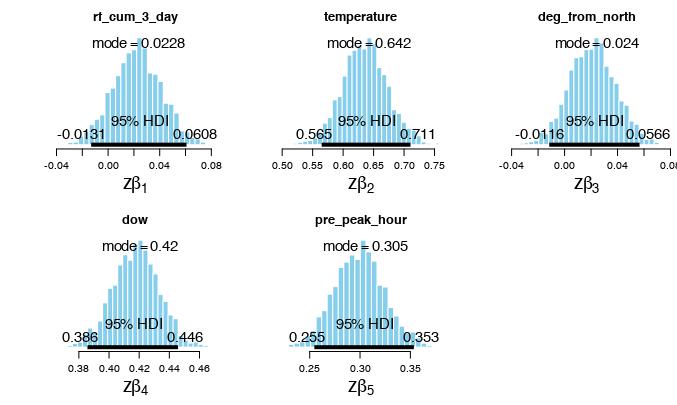 rf_cum_3_day
mode = 0.0228
95% HDI
-0.0131 0.0608
-0.04 0.00 0.04 0.08
zβ1
temperature
mode = 0.642
95% HDI
0.565 0.711
0.50 0.55 0.60 0.65 0.70 0.75
zβ2
deg_from_north
mode = 0.024
95% HDI
-0.0116 0.0566
-0.04 0.00 0.04 0.08
zβ3
dow
mode = 0.42
95% HDI
0.386 0.446
0.38 0.40 0.42 0.44 0.46
zβ4
pre_peak_hour
mode = 0.305
95% HDI
0.255 0.353
0.25 0.30 0.35
zβ5